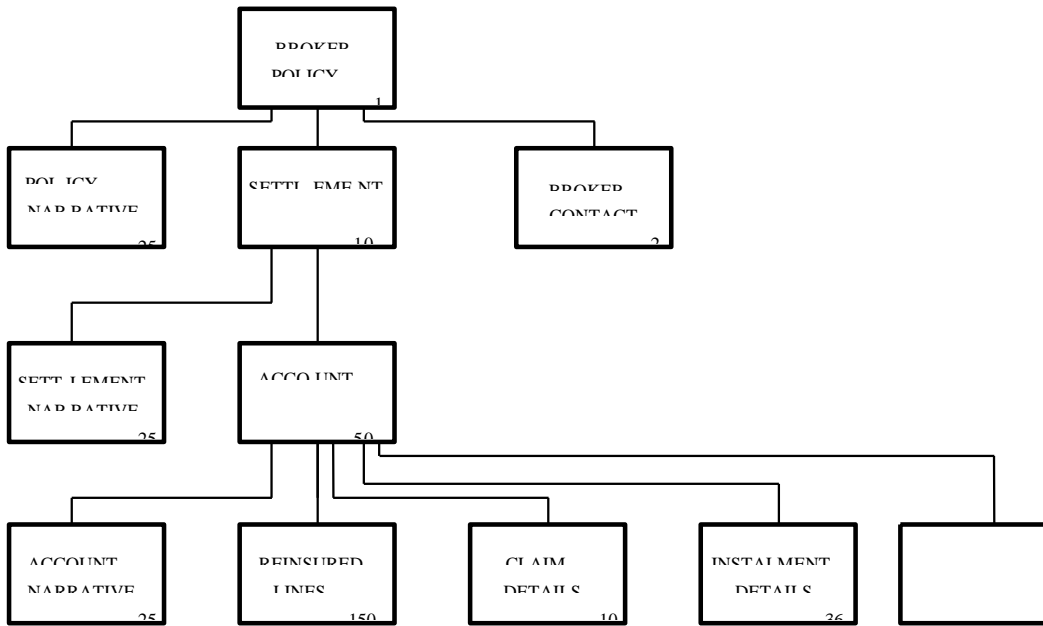 BROKER
POLICY
1
POLICY
NARRATIVE
25
SETTLEMENT
10
BROKER
CONTACT
2
SETTLEMENT
NARRATIVE
25
ACCOUNT
50
ACCOUNT
NARRATIVE
25
REINSURED
LINES
150
CLAIM
DETAILS
10
INSTALMENT
DETAILS
36